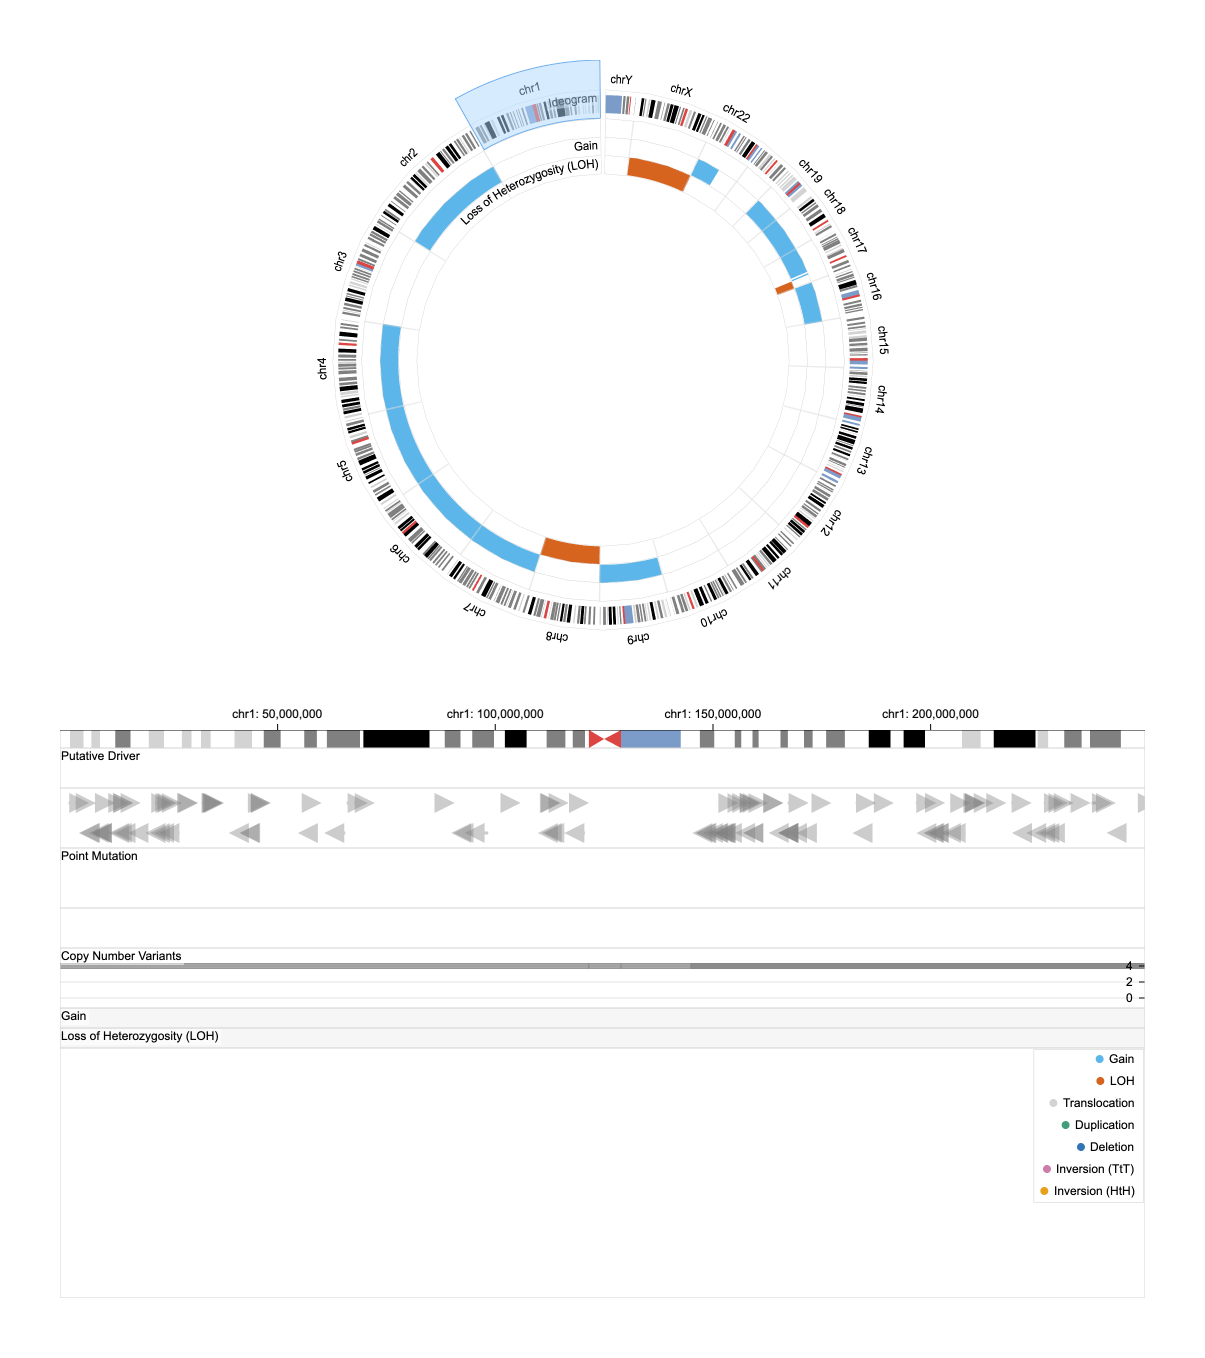 chrY
chrX
chr22
chr1
Ideogram
Gain
Loss of Heterozygosity (LOH)
chr2
chr19
chr18
chr17
chr3
chr16
chr15
chr4
chr14
chr5
chr13
chr12
chr6
chr11
chr7
chr10
chr8
chr9
chr1: 50,000,000
chr1: 100,000,000
chr1: 150,000,000
chr1: 200,000,000
Putative Driver
Point Mutation
Copy Number Variants
4
2
0
Gain
Loss of Heterozygosity (LOH)
Gain
LOH
Translocation
Duplication
Deletion
Inversion (TtT)
Inversion (HtH)